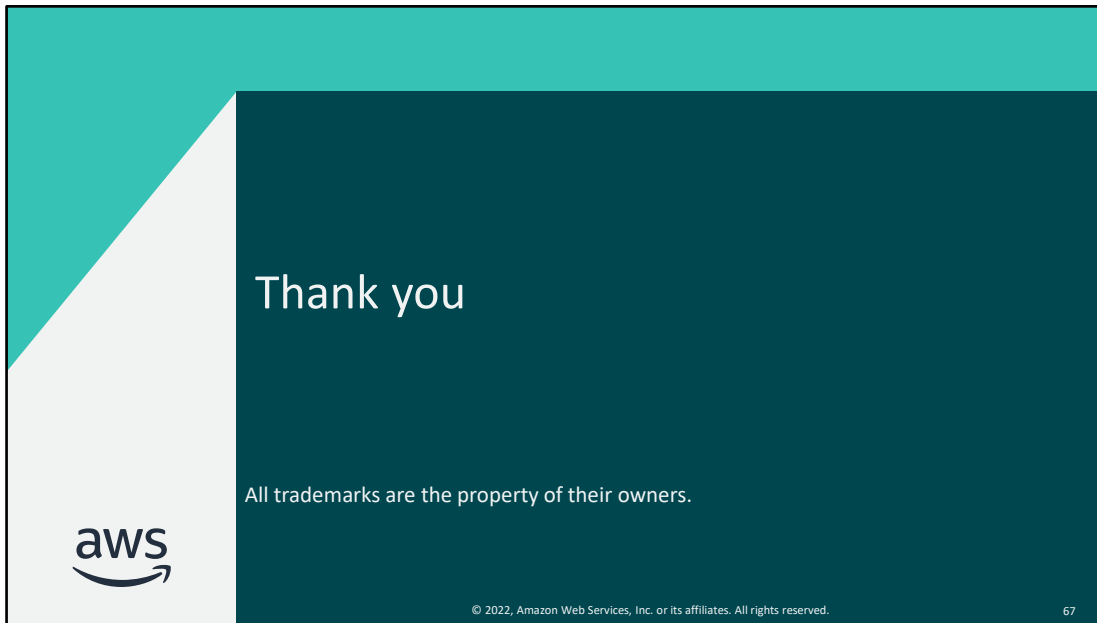 Thank you
All trademarks are the property of their owners.
aws
© 2022, Amazon Web Services, Inc. or its affiliates. All rights reserved.
67